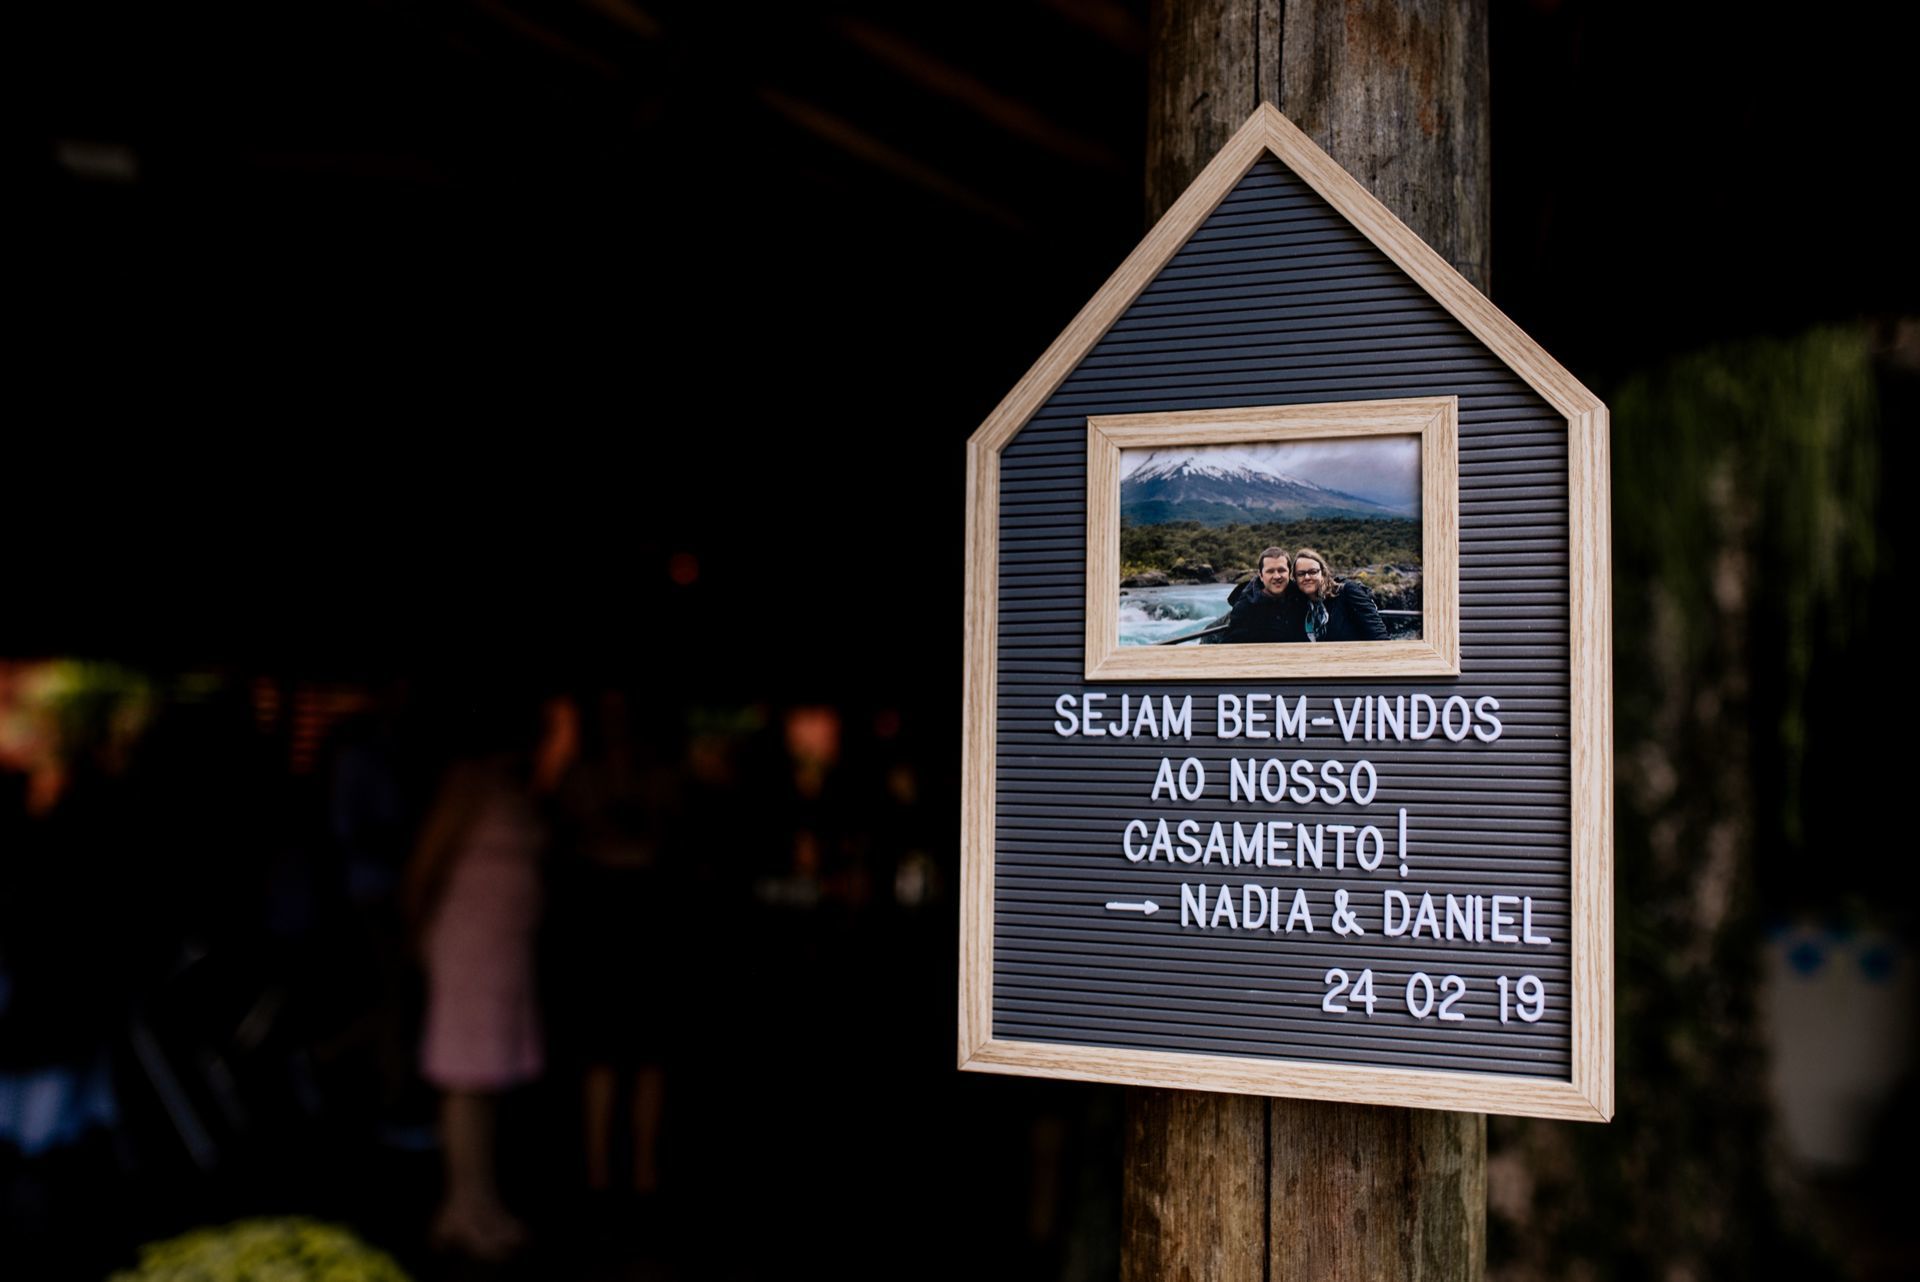 SEJAM BEM-VINDOS
AO NOSSO
CASAMENTO!
→ NADIA & DANIEL
24 02 19